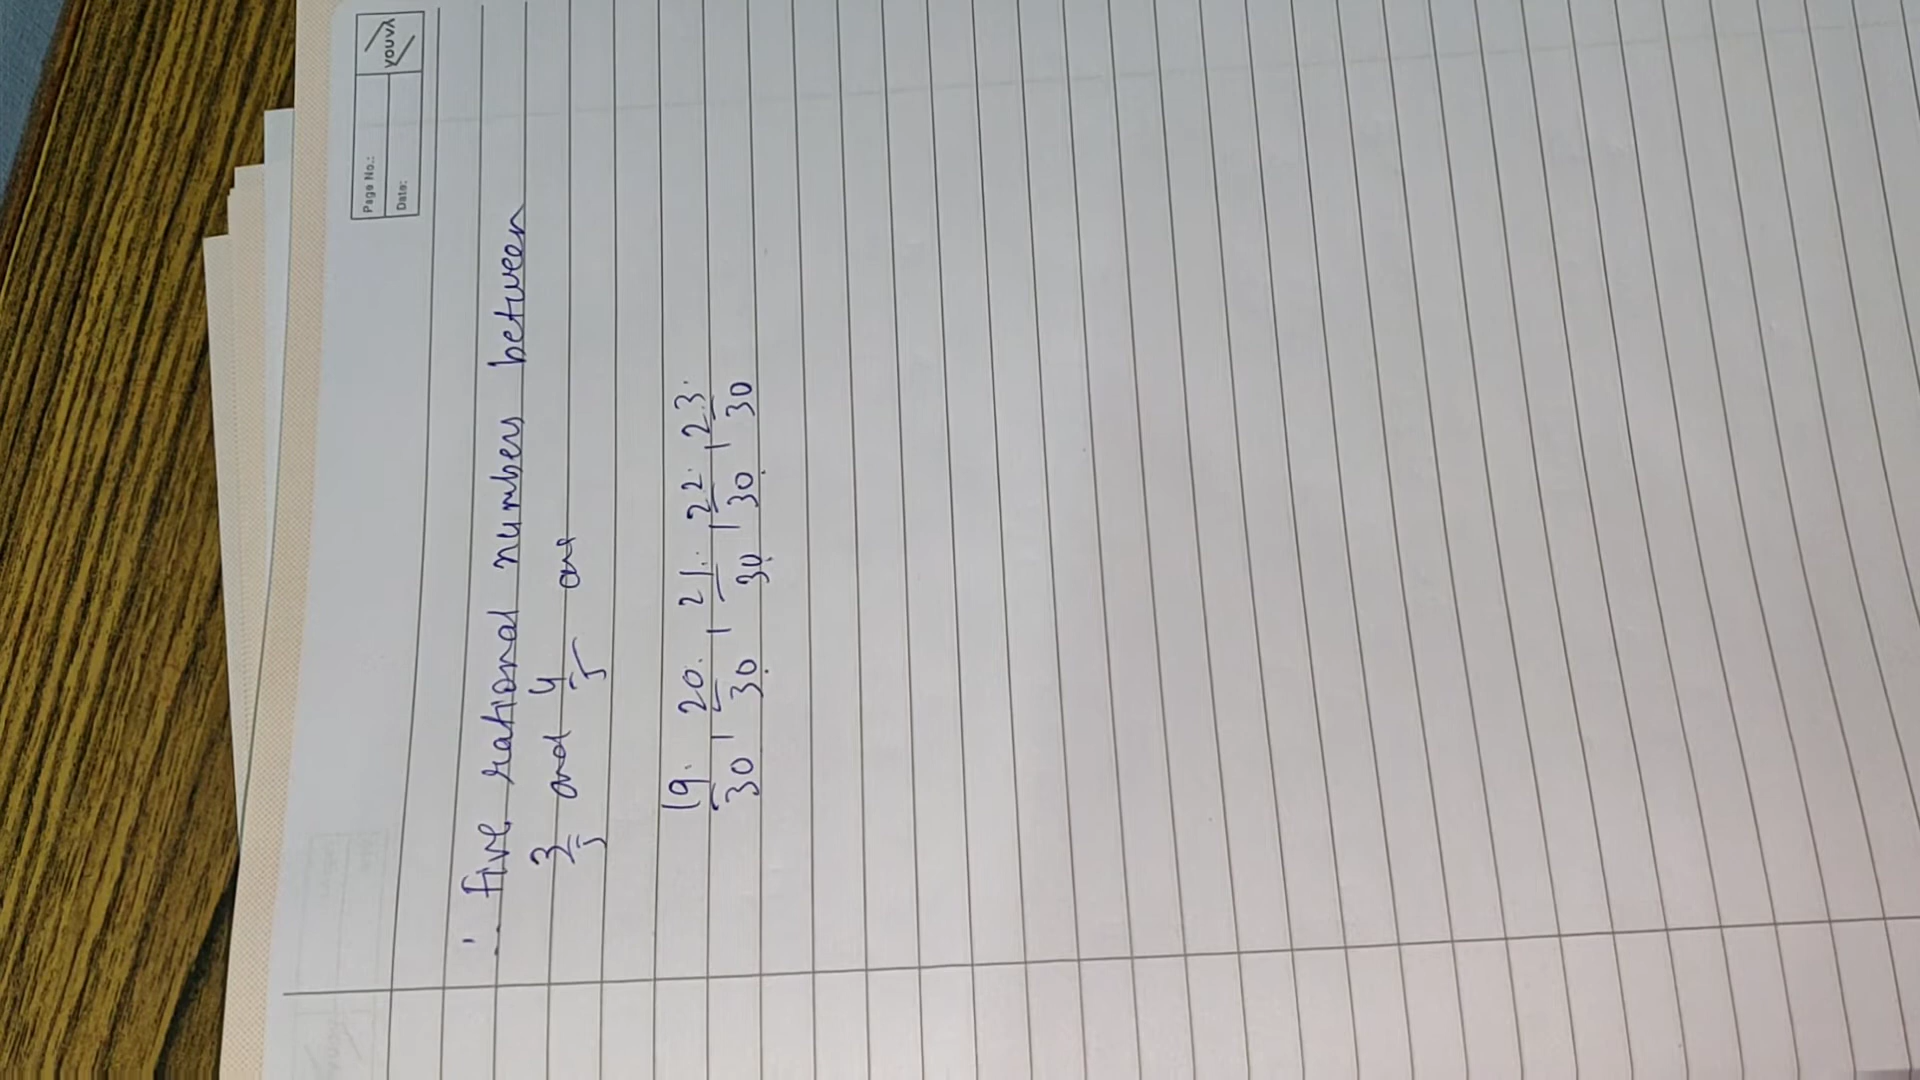 youva
Page No.:
Date:
∴ five rational numbers between
3/5 and 4/5 are
19/30, 20/30, 21/30, 22/30, 23/30